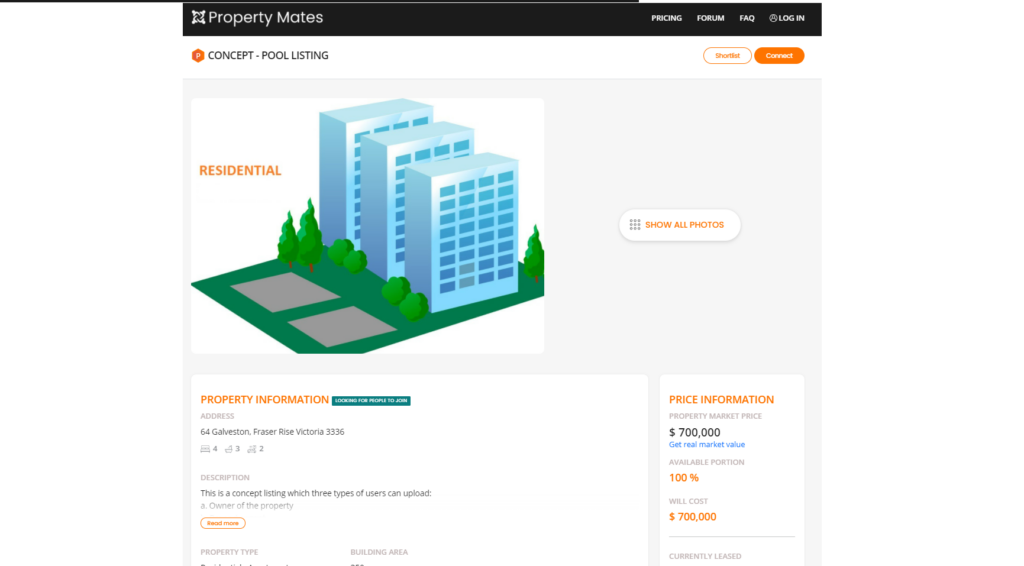 Property Mates
PRICING FORUM FAQ LOG IN
P CONCEPT - POOL LISTING
Shortlist Connect
RESIDENTIAL
SHOW ALL PHOTOS
PROPERTY INFORMATION LOOKING FOR PEOPLE TO JOIN
ADDRESS
64 Galveston, Fraser Rise Victoria 3336
4 3 2
DESCRIPTION
This is a concept listing which three types of users can upload:
a. Owner of the property
Read more
PROPERTY TYPE BUILDING AREA
PRICE INFORMATION
PROPERTY MARKET PRICE
$ 700,000
Get real market value
AVAILABLE PORTION
100 %
WILL COST
$ 700,000
CURRENTLY LEASED